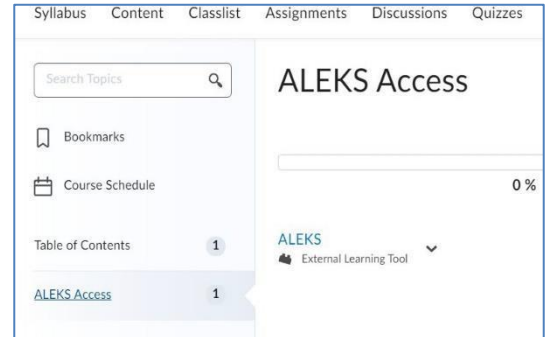 Syllabus Content Classlist Assignments Discussions Quizzes
Search Topics
Bookmarks
Course Schedule
Table of Contents 1
ALEKS Access 1
ALEKS Access
0 %
ALEKS
External Learning Tool